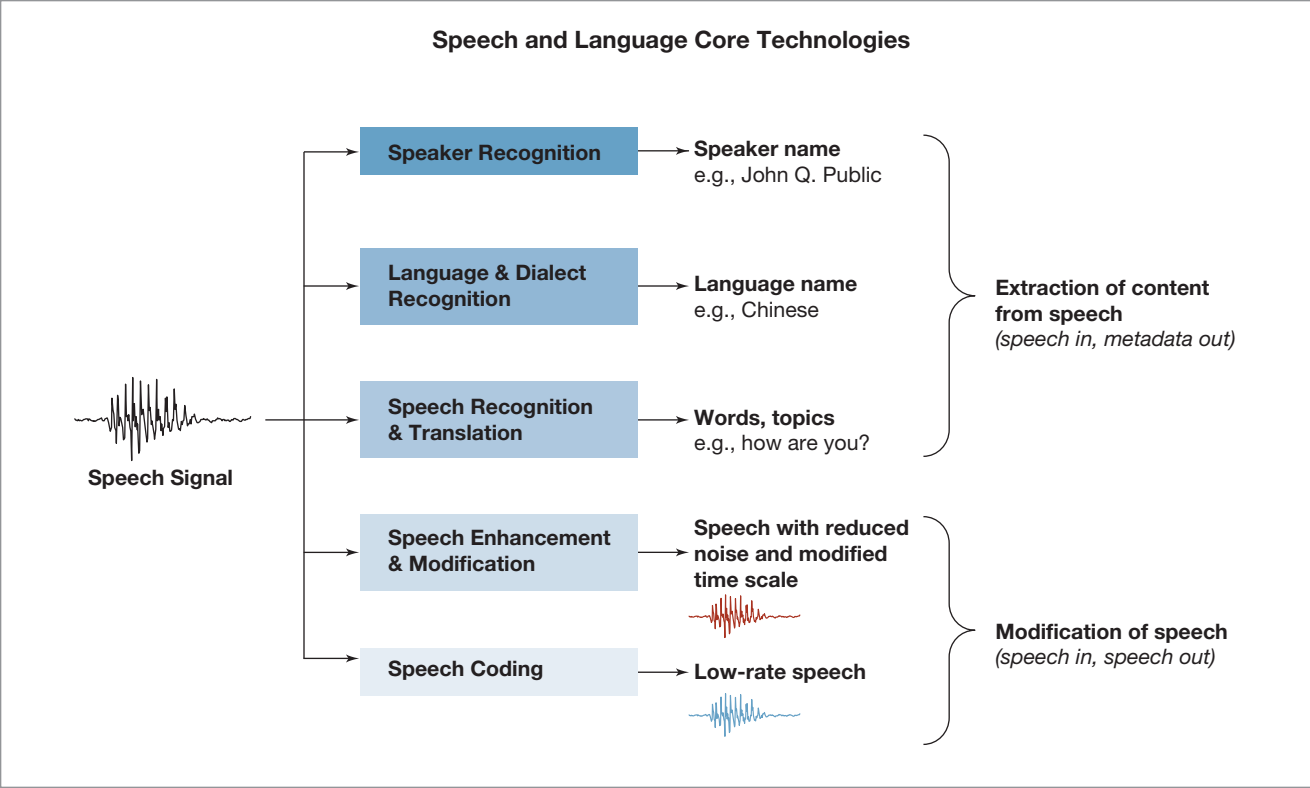 Speech and Language Core Technologies
Speaker Recognition
Speaker name
e.g., John Q. Public
Language & Dialect
Recognition
Language name
e.g., Chinese
Extraction of content
from speech
(speech in, metadata out)
Speech Recognition
& Translation
Words, topics
e.g., how are you?
Speech Signal
Speech Enhancement
& Modification
Speech with reduced
noise and modified
time scale
Modification of speech
(speech in, speech out)
Speech Coding
Low-rate speech